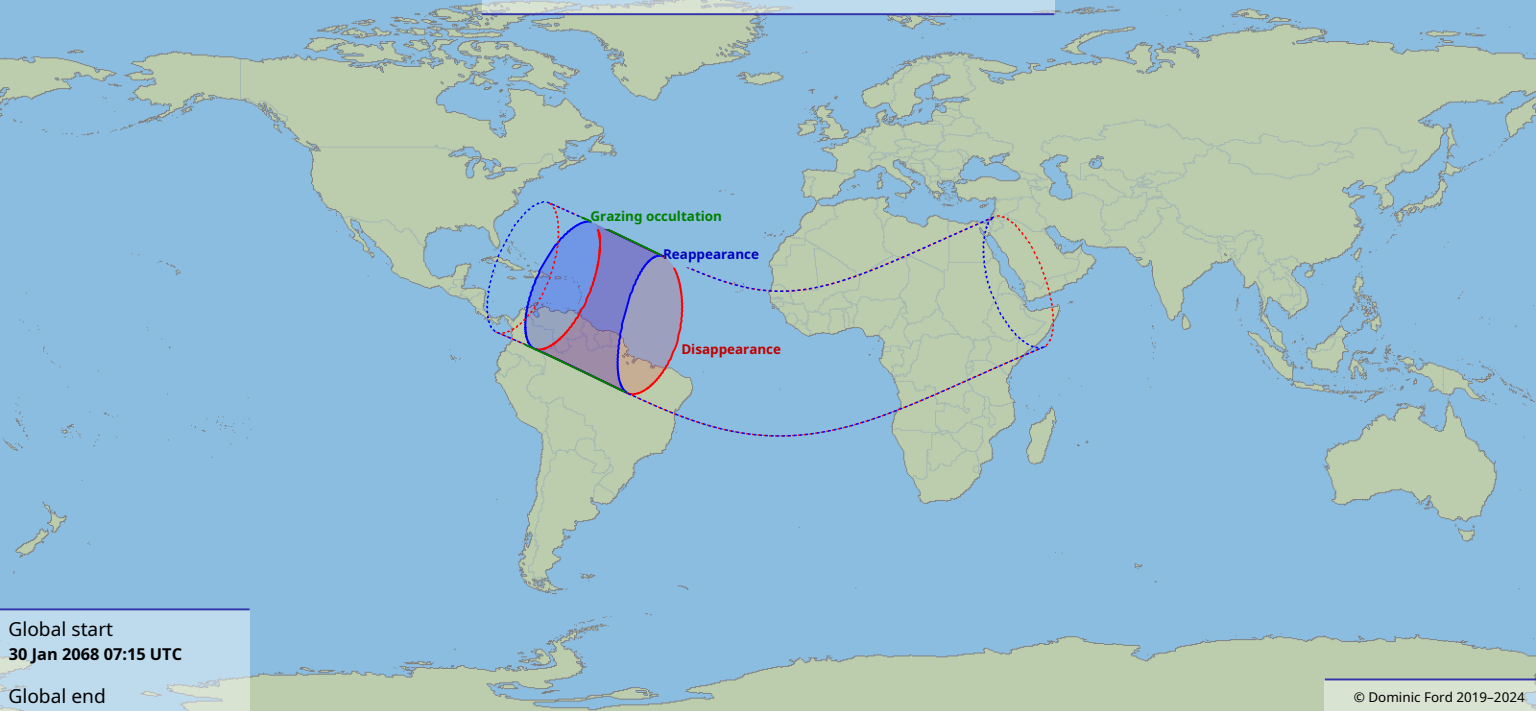 Grazing occultation
Reappearance
Disappearance
Global start
30 Jan 2068 07:15 UTC
Global end
© Dominic Ford 2019–2024